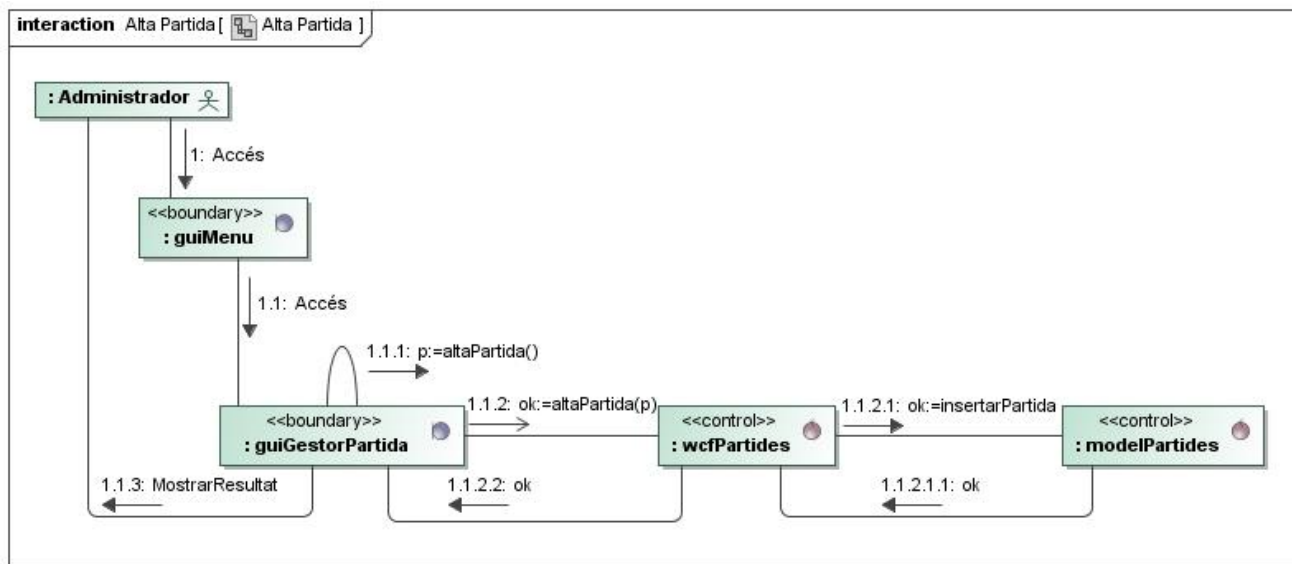 interaction Alta Partida [ Alta Partida ]
: Administrador
1: Accés
<<boundary>>
: guiMenu
1.1: Accés
1.1.1: p:=altaPartida()
<<boundary>>
: guiGestorPartida
1.1.2: ok:=altaPartida(p)
<<control>>
: wcfPartides
1.1.2.1: ok:=insertarPartida
<<control>>
: modelPartides
1.1.3: MostrarResultat
1.1.2.2: ok
1.1.2.1.1: ok